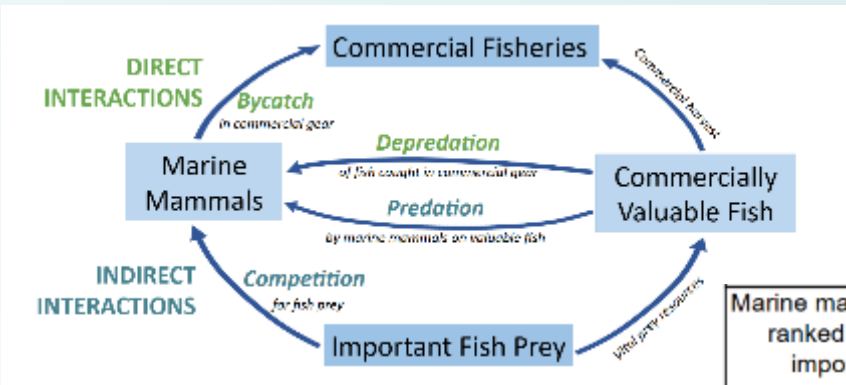 Commercial Fisheries
DIRECT
INTERACTIONS
Bycatch
in commercial gear
Commercial harvest
Depredation
of fish caught in commercial gear
Marine
Mammals
Commercially
Valuable Fish
Predation
by marine mammals on valuable fish
INDIRECT
INTERACTIONS
Competition
for fish prey
Vital prey resources
Important Fish Prey
Marine ma
ranked
impo